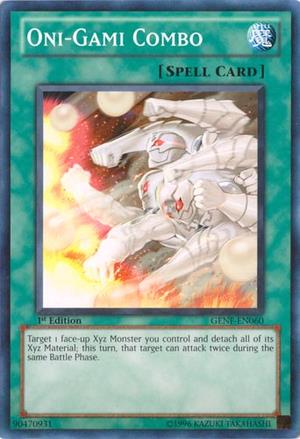 ONI-GAMI COMBO
魔
[SPELL CARD]
1st Edition
GENF-EN060
Target 1 face-up Xyz Monster you control and detach all of its
Xyz Material; this turn, that target can attack twice during the
same Battle Phase.
90470931
©1996 KAZUKI TAKAHASHI